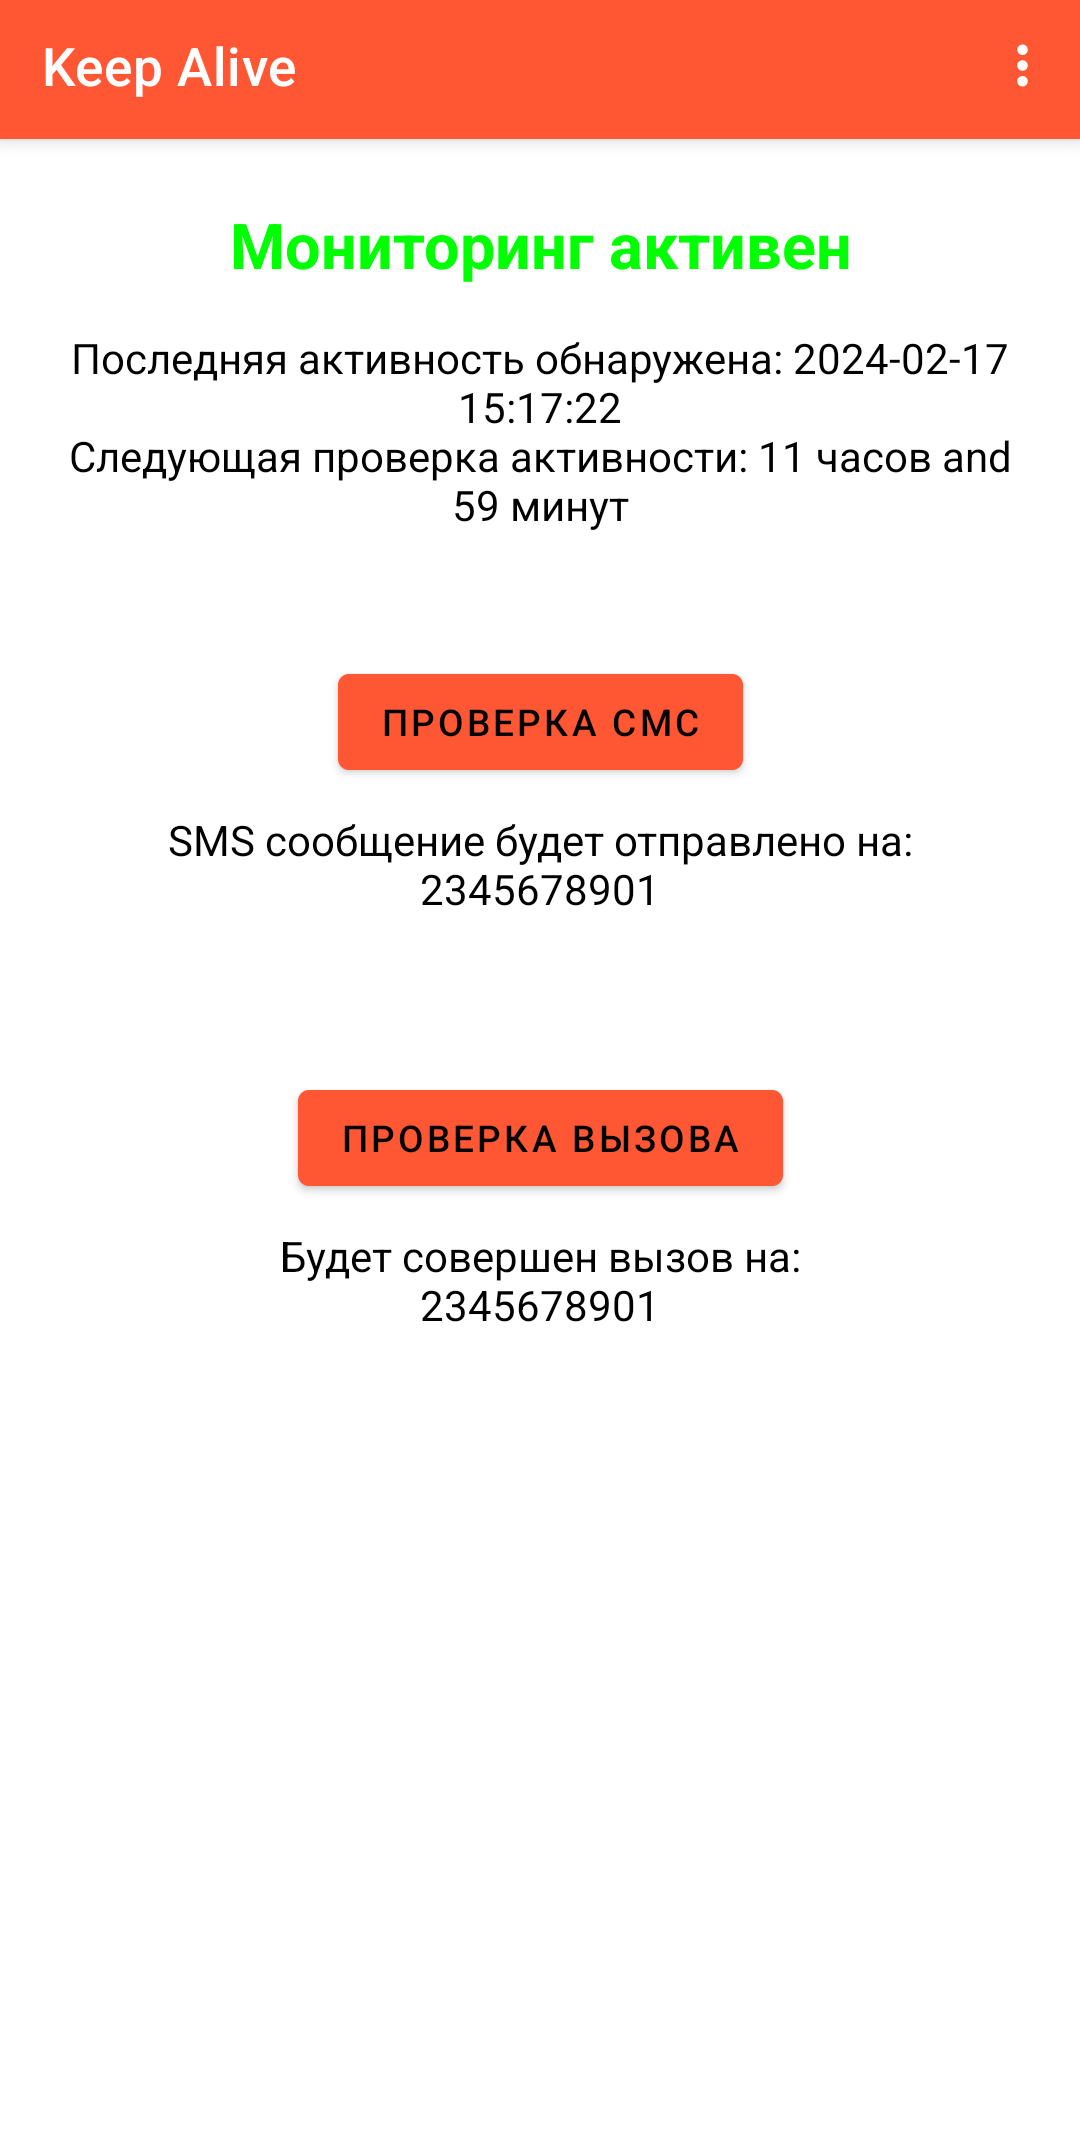 Keep Alive
Мониторинг активен
Последняя активность обнаружена: 2024-02-17
15:17:22
Следующая проверка активности: 11 часов and
59 минут
ПРОВЕРКА СМС
SMS сообщение будет отправлено на:
2345678901
ПРОВЕРКА ВЫЗОВА
Будет совершен вызов на:
2345678901